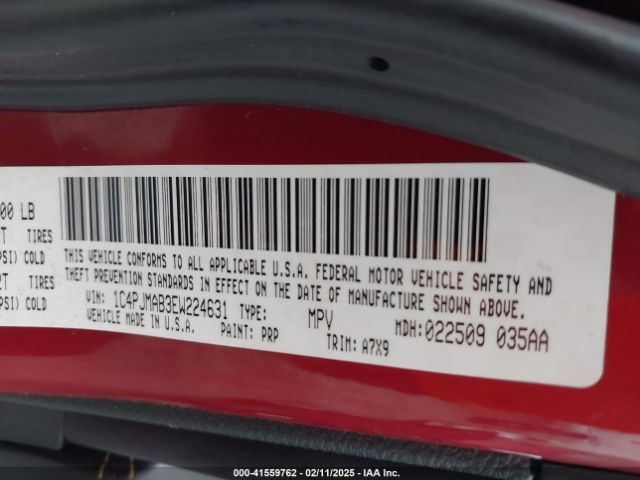 00 LB
TIRES
PSI) COLD
TIRES
PSI) COLD
THIS VEHICLE CONFORMS TO ALL APPLICABLE U.S.A. FEDERAL MOTOR VEHICLE SAFETY AND
THEFT PREVENTION STANDARDS IN EFFECT ON THE DATE OF MANUFACTURE SHOWN ABOVE.
VIN: 1C4PJMAB3EW224631 TYPE: MPV MDH:022509 035AA
VEHICLE MADE IN U.S.A. PAINT: PRP TRIM: A7X9
000-41559762 - 02/11/2025 - IAA Inc.